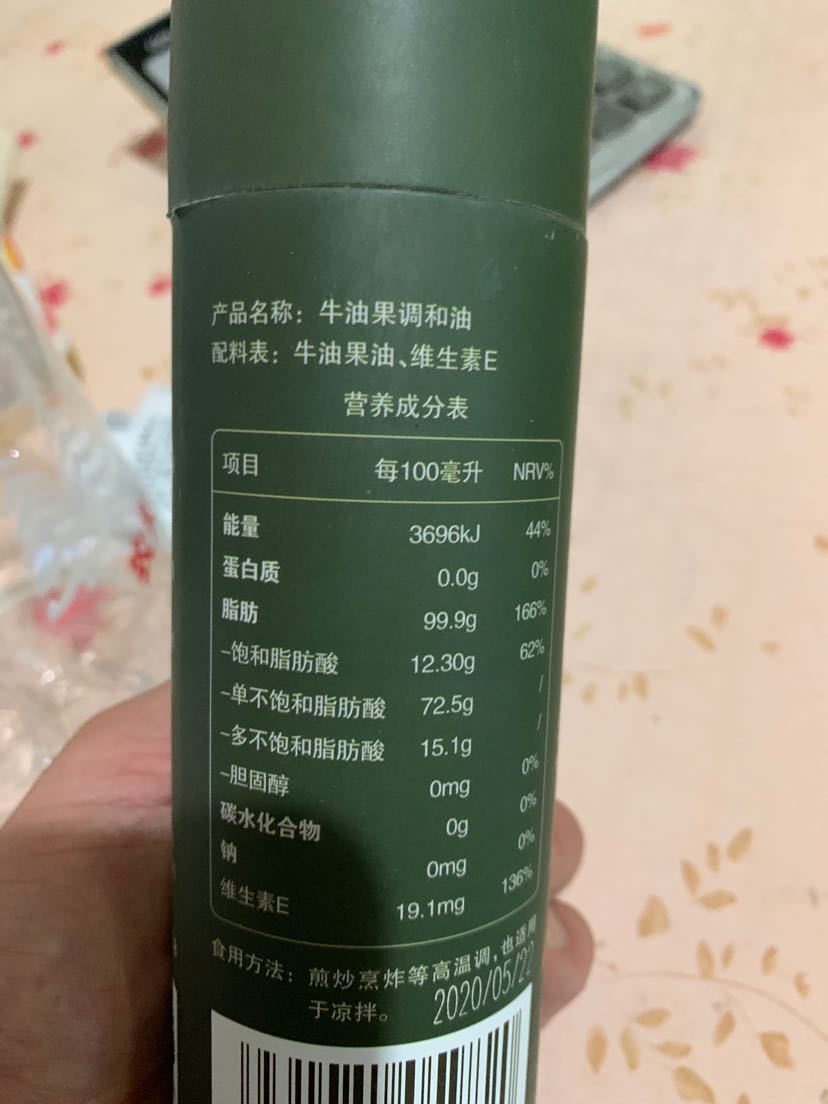 产品名称：牛油果调和油
配料表：牛油果油、维生素E
营养成分表
项目 每100毫升 NRV%
能量 3696kJ 44%
蛋白质 0.0g 0%
脂肪 99.9g 166%
-饱和脂肪酸 12.30g 62%
-单不饱和脂肪酸 72.5g /
-多不饱和脂肪酸 15.1g /
-胆固醇 0mg 0%
碳水化合物 0g 0%
钠 0mg 0%
维生素E 19.1mg 136%
食用方法：煎炒烹炸等高温调，也适用
于凉拌。 2020/05/22